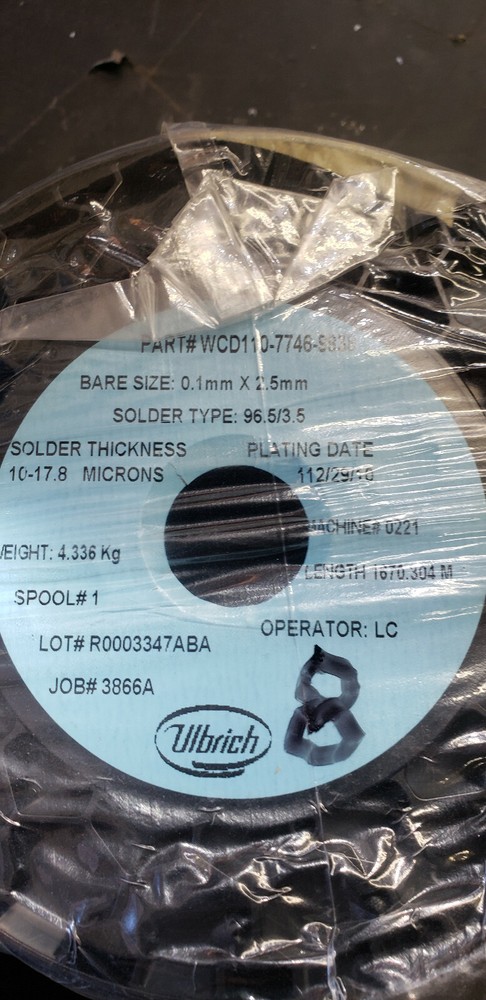 PART# WCD110-7746-
BARE SIZE: 0.1mm X 2.5mm
SOLDER TYPE: 96.5/3.5
SOLDER THICKNESS
10-17.8 MICRONS
PLATING DATE
MACHINE# 0221
EIGHT: 4.336 Kg
LENGTH 1670.304 M
SPOOL# 1
OPERATOR: LC
LOT# R0003347ABA
JOB# 3866A
Ulbrich
8